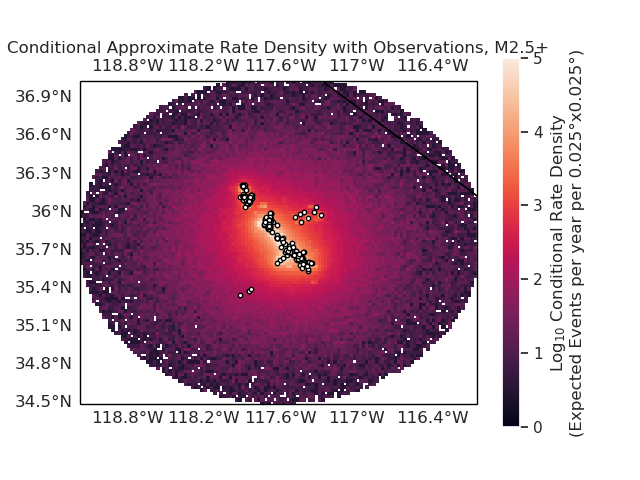 Conditional Approximate Rate Density with Observations, M2.5+
118.8°W 118.2°W 117.6°W 117°W 116.4°W
36.9°N
36.6°N
36.3°N
36°N
35.7°N
35.4°N
35.1°N
34.8°N
34.5°N
118.8°W 118.2°W 117.6°W 117°W 116.4°W
5
4
3
2
1
0
Log₁₀ Conditional Rate Density
(Expected Events per year per 0.025°x0.025°)